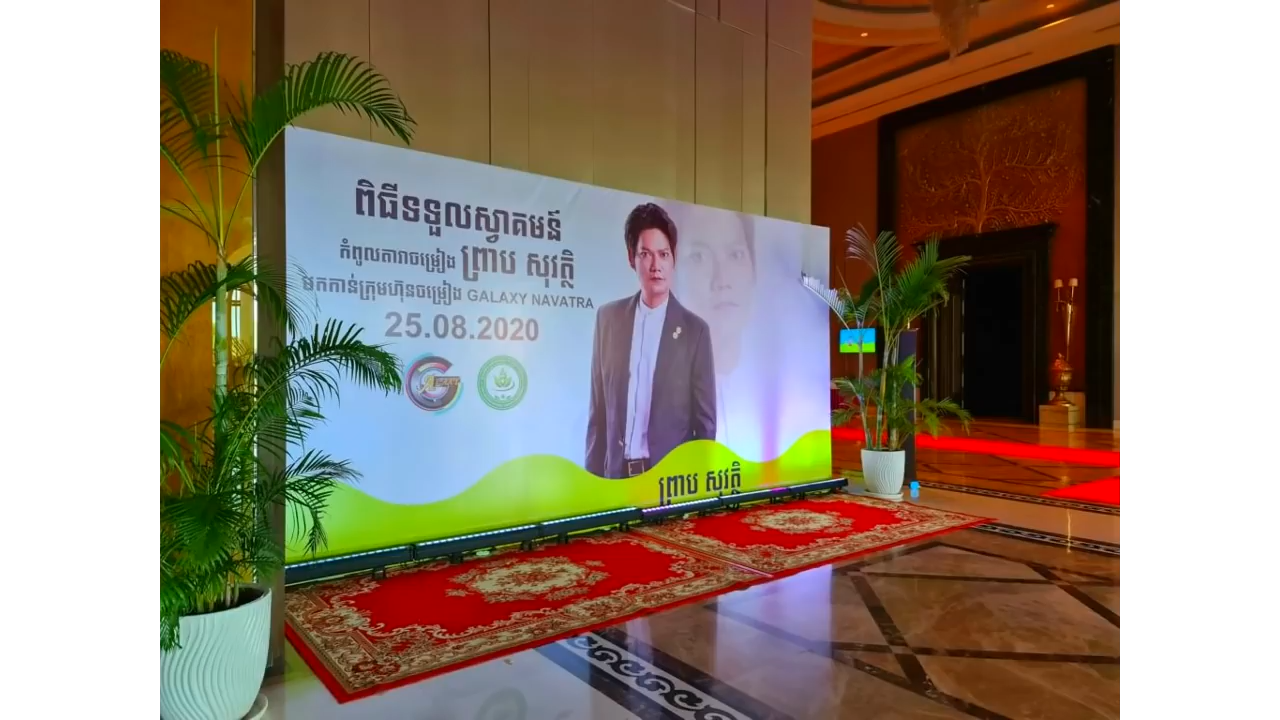 ពិធីទទួលស្វាគមន៍
កំពូលតារាចម្រៀង ព្រាប សុវត្ថិ
មកកាន់ក្រុមហ៊ុនចម្រៀង GALAXY NAVATRA
25.08.2020
ព្រាប សុវត្ថិ